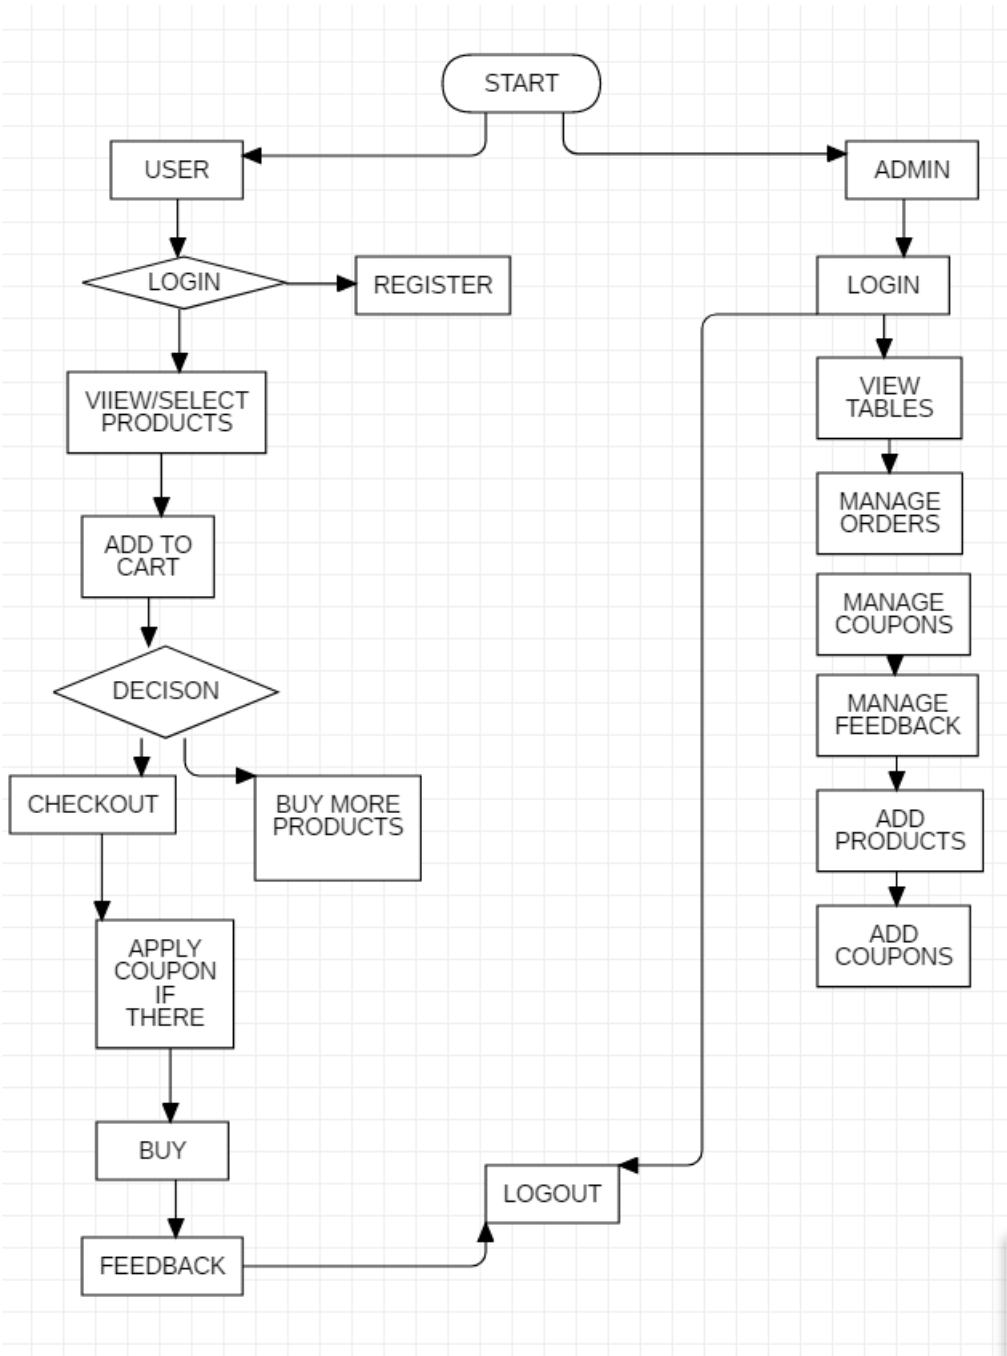 START
USER
ADMIN
LOGIN
REGISTER
LOGIN
VIIEW/SELECT
PRODUCTS
VIEW
TABLES
MANAGE
ORDERS
ADD TO
CART
MANAGE
COUPONS
DECISON
MANAGE
FEEDBACK
CHECKOUT
BUY MORE
PRODUCTS
ADD
PRODUCTS
APPLY
COUPON
IF
THERE
ADD
COUPONS
BUY
LOGOUT
FEEDBACK